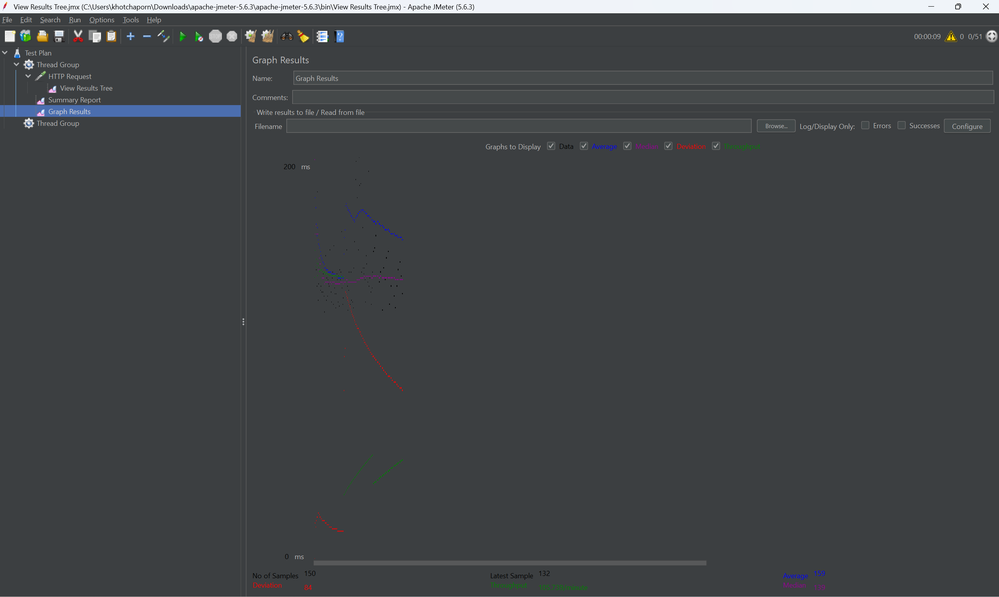 View Results Tree.jmx (C:\Users\khotchaporn\Downloads\apache-jmeter-5.6.3\apache-jmeter-5.6.3\bin\View Results Tree.jmx) - Apache JMeter (5.6.3)
File Edit Search Run Options Tools Help
STOP ? 00:00:09 0 0/51
Test Plan
Thread Group
HTTP Request
View Results Tree
Summary Report
Graph Results
Thread Group
Graph Results
Name: Graph Results
Comments:
Write results to file / Read from file
Filename Browse... Log/Display Only: Errors Successes Configure
Graphs to Display Data Average Median Deviation Throughput
200 ms
0 ms
No of Samples 150 Latest Sample 132 Average 159
Deviation 84 Throughput 105.739/minute Median 139